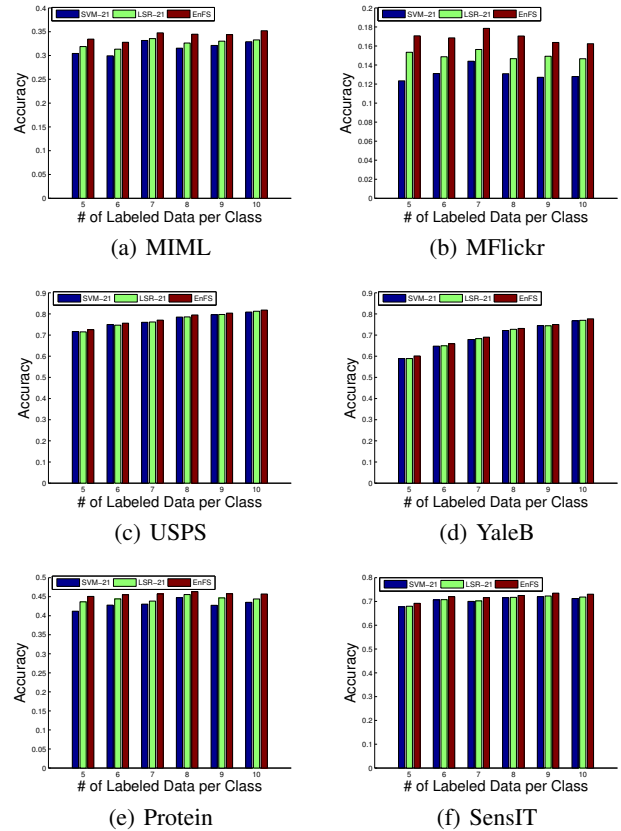 SVM-21 LSR-21 EnFS
0.4
0.35
0.3
0.25
0.2
0.15
0.1
0.05
0
Accuracy
5 6 7 8 9 10
# of Labeled Data per Class
(a) MIML
SVM-21 LSR-21 EnFS
0.2
0.18
0.16
0.14
0.12
0.1
0.08
0.06
0.04
0.02
0
Accuracy
5 6 7 8 9 10
# of Labeled Data per Class
(b) MFlickr
SVM-21 LSR-21 EnFS
0.9
0.8
0.7
0.6
0.5
0.4
0.3
0.2
0.1
0
Accuracy
5 6 7 8 9 10
# of Labeled Data per Class
(c) USPS
SVM-21 LSR-21 EnFS
0.9
0.8
0.7
0.6
0.5
0.4
0.3
0.2
0.1
0
Accuracy
5 6 7 8 9 10
# of Labeled Data per Class
(d) YaleB
SVM-21 LSR-21 EnFS
0.5
0.45
0.4
0.35
0.3
0.25
0.2
0.15
0.1
0.05
0
Accuracy
5 6 7 8 9 10
# of Labeled Data per Class
(e) Protein
SVM-21 LSR-21 EnFS
0.8
0.7
0.6
0.5
0.4
0.3
0.2
0.1
0
Accuracy
5 6 7 8 9 10
# of Labeled Data per Class
(f) SensIT